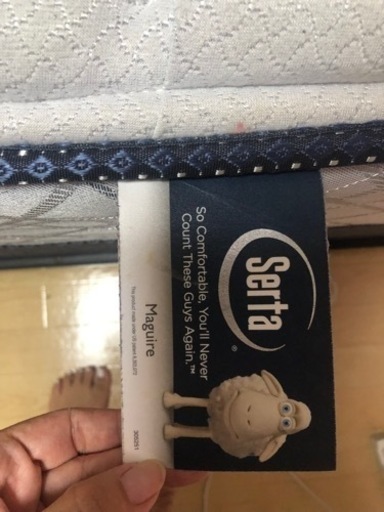 Serta®
So Comfortable, You'll Never
Count These Guys Again.™
Maguire